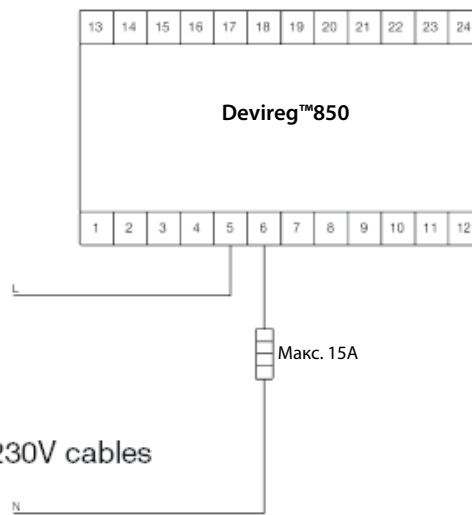 13 14 15 16 17 18 19 20 21 22 23 24
Devireg™850
1 2 3 4 5 6 7 8 9 10 11 12
L
Макс. 15A
230V cables
N